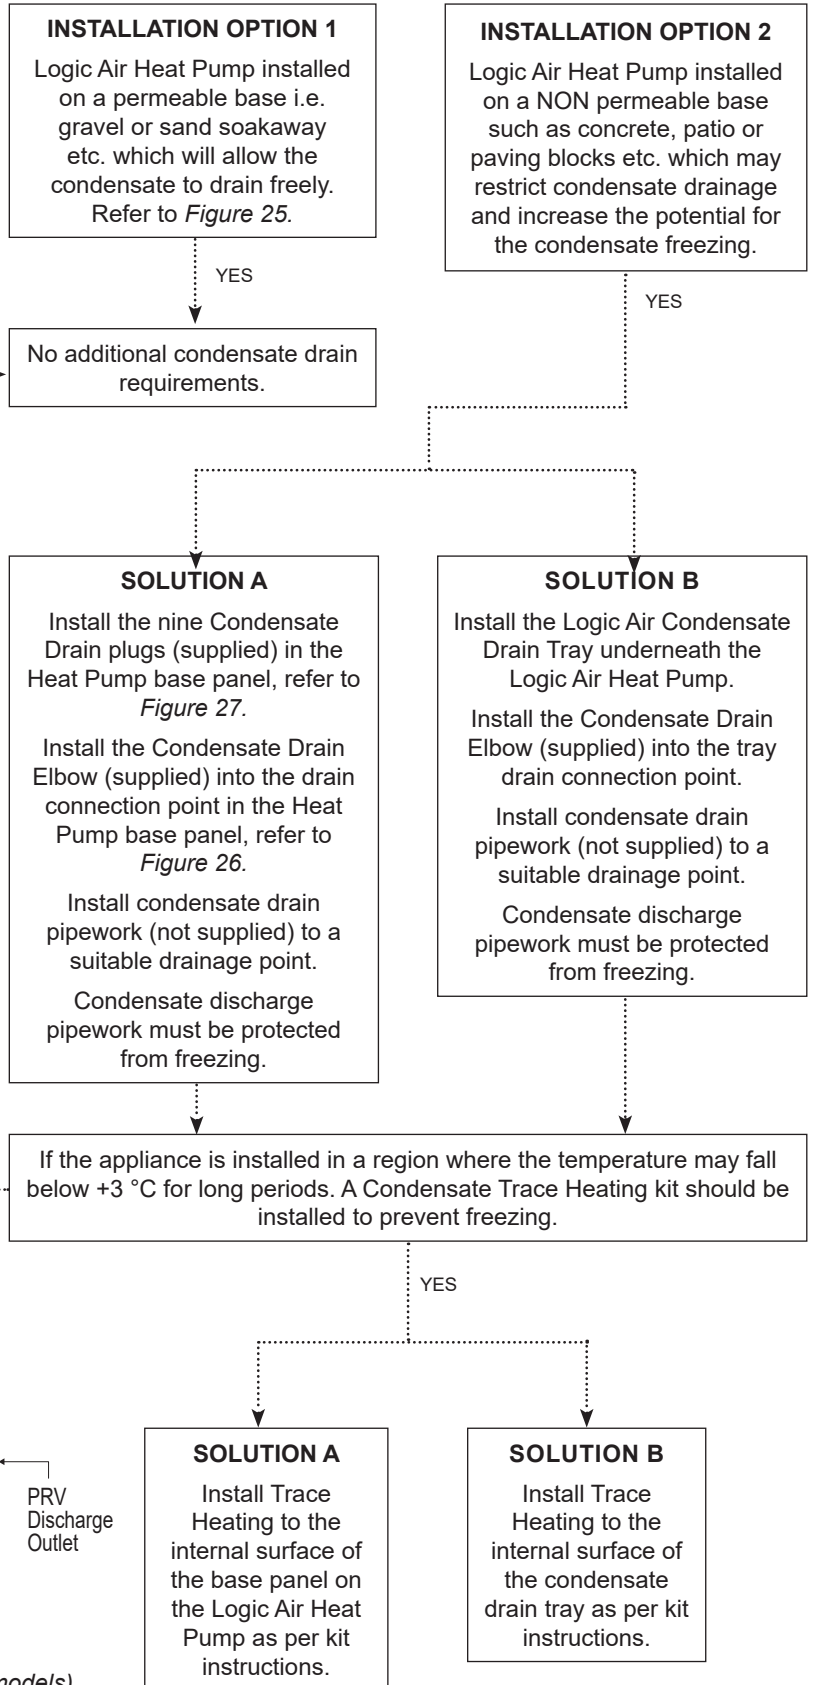 INSTALLATION OPTION 1
Logic Air Heat Pump installed
on a permeable base i.e.
gravel or sand soakaway
etc. which will allow the
condensate to drain freely.
Refer to Figure 25.
INSTALLATION OPTION 2
Logic Air Heat Pump installed
on a NON permeable base
such as concrete, patio or
paving blocks etc. which may
restrict condensate drainage
and increase the potential for
the condensate freezing.
YES
YES
No additional condensate drain
requirements.
SOLUTION A
Install the nine Condensate
Drain plugs (supplied) in the
Heat Pump base panel, refer to
Figure 27.
Install the Condensate Drain
Elbow (supplied) into the drain
connection point in the Heat
Pump base panel, refer to
Figure 26.
Install condensate drain
pipework (not supplied) to a
suitable drainage point.
Condensate discharge
pipework must be protected
from freezing.
SOLUTION B
Install the Logic Air Condensate
Drain Tray underneath the
Logic Air Heat Pump.
Install the Condensate Drain
Elbow (supplied) into the tray
drain connection point.
Install condensate drain
pipework (not supplied) to a
suitable drainage point.
Condensate discharge
pipework must be protected
from freezing.
If the appliance is installed in a region where the temperature may fall
below +3 °C for long periods. A Condensate Trace Heating kit should be
installed to prevent freezing.
YES
PRV
Discharge
Outlet
SOLUTION A
Install Trace
Heating to the
internal surface of
the base panel on
the Logic Air Heat
Pump as per kit
instructions.
SOLUTION B
Install Trace
Heating to the
internal surface of
the condensate
drain tray as per kit
instructions.
models)